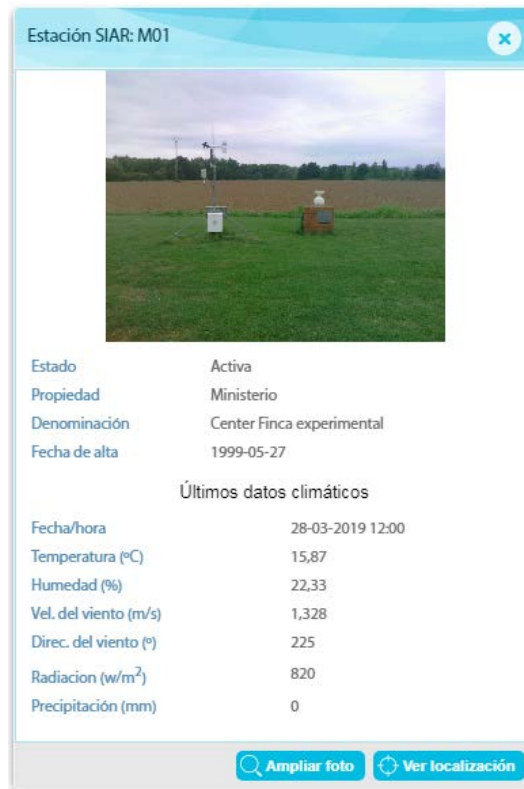 Estación SIAR: M01
Estado Activa
Propiedad Ministerio
Denominación Center Finca experimental
Fecha de alta 1999-05-27
Últimos datos climáticos
Fecha/hora 28-03-2019 12:00
Temperatura (ºC) 15,87
Humedad (%) 22,33
Vel. del viento (m/s) 1,328
Direc. del viento (º) 225
Radiacion (w/m²) 820
Precipitación (mm) 0
Ampliar foto Ver localización